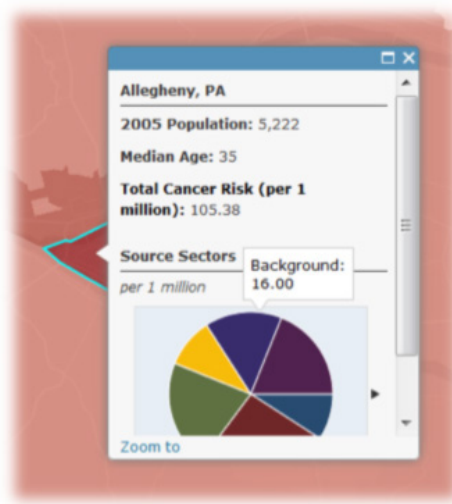 Allegheny, PA
2005 Population: 5,222
Median Age: 35
Total Cancer Risk (per 1
million): 105.38
Source Sectors
Background:
16.00
per 1 million
Zoom to